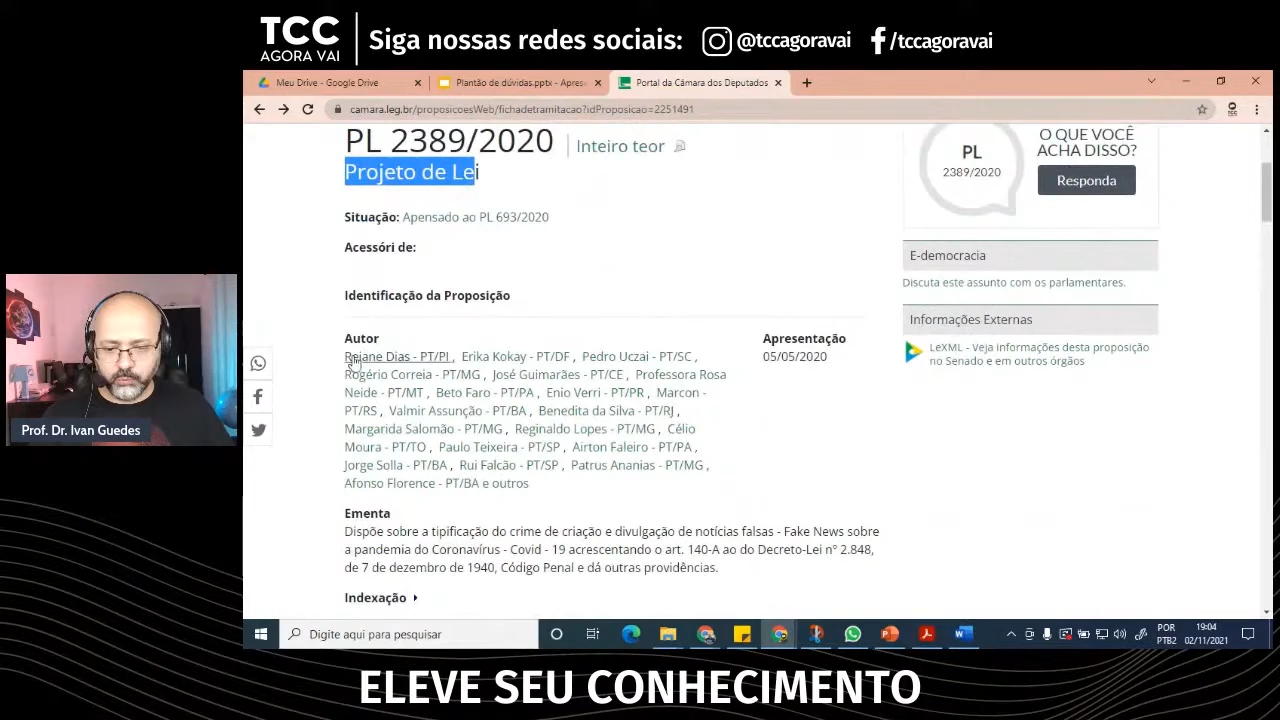 TCC
AGORA VAI
Siga nossas redes sociais:
@tccagoravai
/tccagoravai
Meu Drive - Google Drive
Plantão de dúvidas.pptx - Apres
Portal da Câmara dos Deputados
camara.leg.br/proposicoesWeb/fichadetramitacao?idProposicao=2251491
PL 2389/2020
Inteiro teor
Projeto de Lei
Situação: Apensado ao PL 693/2020
Acessóri de:
Identificação da Proposição
Autor
Rejane Dias - PT/PI , Erika Kokay - PT/DF , Pedro Uczai - PT/SC ,
Rogério Correia - PT/MG , José Guimarães - PT/CE , Professora Rosa
Neide - PT/MT , Beto Faro - PT/PA , Enio Verri - PT/PR , Marcon -
PT/RS , Valmir Assunção - PT/BA , Benedita da Silva - PT/RJ ,
Margarida Salomão - PT/MG , Reginaldo Lopes - PT/MG , Célio
Moura - PT/TO , Paulo Teixeira - PT/SP , Airton Faleiro - PT/PA ,
Jorge Solla - PT/BA , Rui Falcão - PT/SP , Patrus Ananias - PT/MG ,
Afonso Florence - PT/BA e outros
Apresentação
05/05/2020
Ementa
Dispõe sobre a tipificação do crime de criação e divulgação de notícias falsas - Fake News sobre
a pandemia do Coronavírus - Covid - 19 acrescentando o art. 140-A ao do Decreto-Lei nº 2.848,
de 7 de dezembro de 1940, Código Penal e dá outras providências.
Indexação
PL
2389/2020
O QUE VOCÊ
ACHA DISSO?
Responda
E-democracia
Discuta este assunto com os parlamentares.
Informações Externas
LeXML - Veja informações desta proposição
no Senado e em outros órgãos
Prof. Dr. Ivan Guedes
Digite aqui para pesquisar
POR
PTB2
19:04
02/11/2021
ELEVE SEU CONHECIMENTO